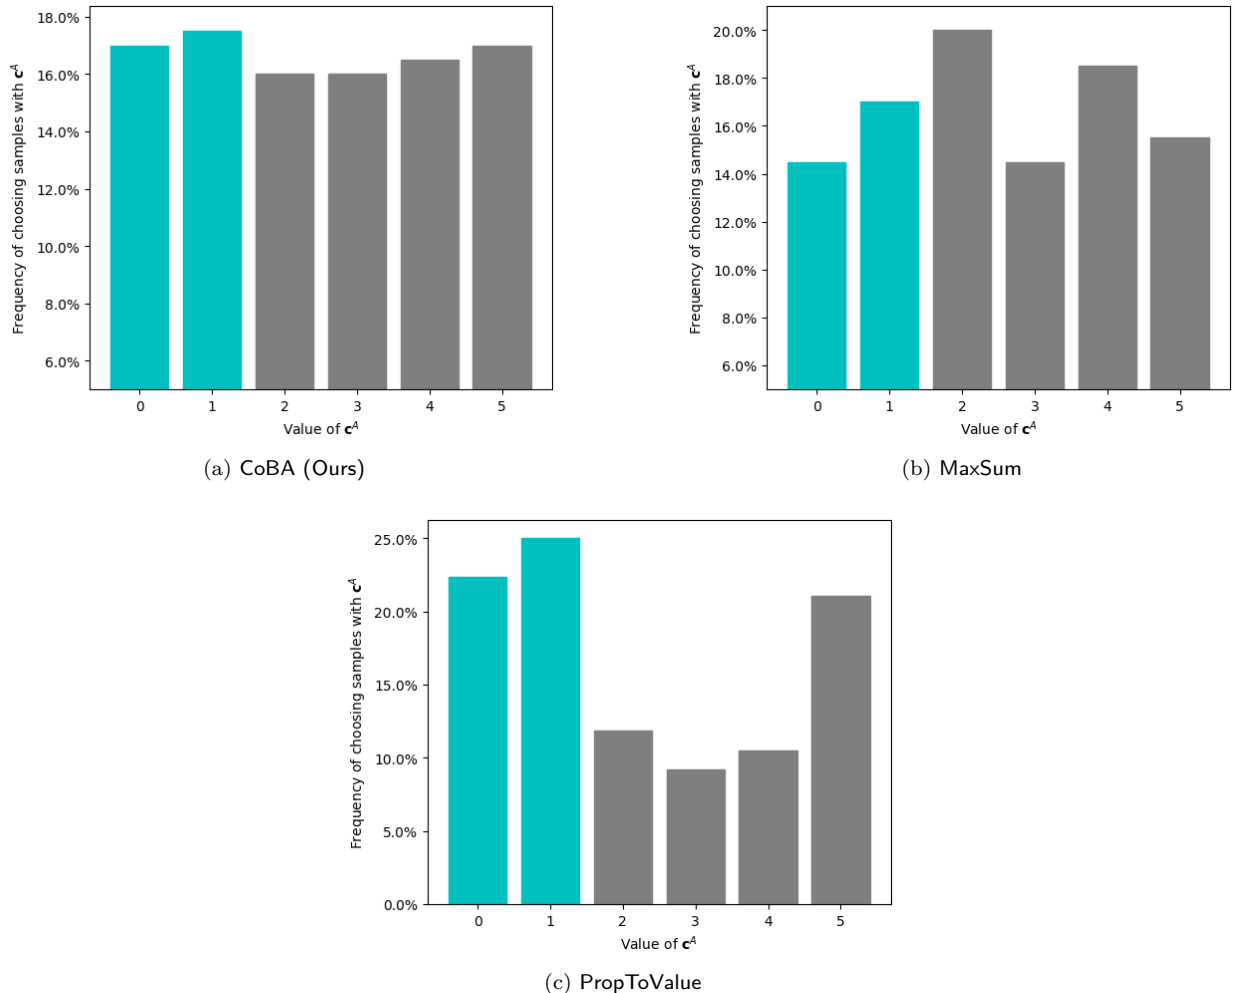 18.0%
16.0%
14.0%
12.0%
10.0%
8.0%
6.0%
Frequency of choosing samples with c^A
0 1 2 3 4 5
Value of c^A
(a) CoBA (Ours)
20.0%
18.0%
16.0%
14.0%
12.0%
10.0%
8.0%
6.0%
Frequency of choosing samples with c^A
0 1 2 3 4 5
Value of c^A
(b) MaxSum
25.0%
20.0%
15.0%
10.0%
5.0%
0.0%
Frequency of choosing samples with c^A
0 1 2 3 4 5
Value of c^A
(c) PropToValue